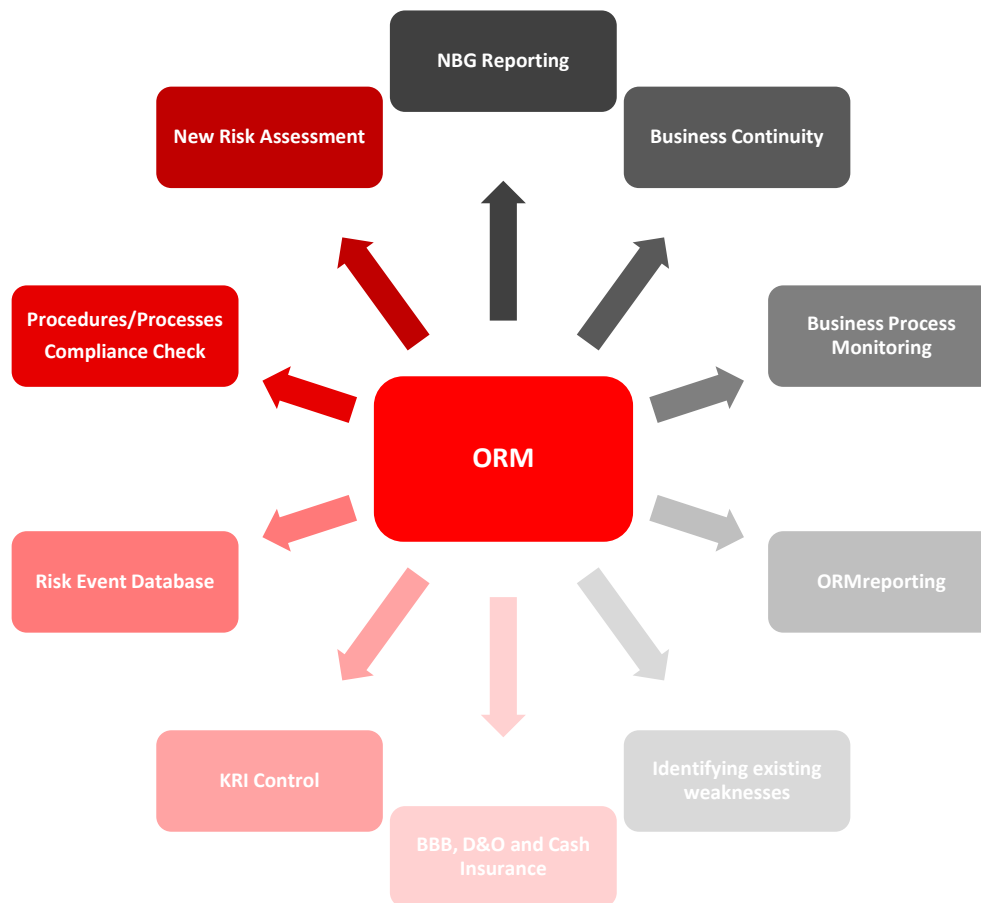 NBG Reporting
New Risk Assessment
Business Continuity
Procedures/Processes
Compliance Check
Business Process
Monitoring
ORM
Risk Event Database
ORMreporting
KRI Control
Identifying existing
weaknesses
BBB, D&O and Cash
Insurance